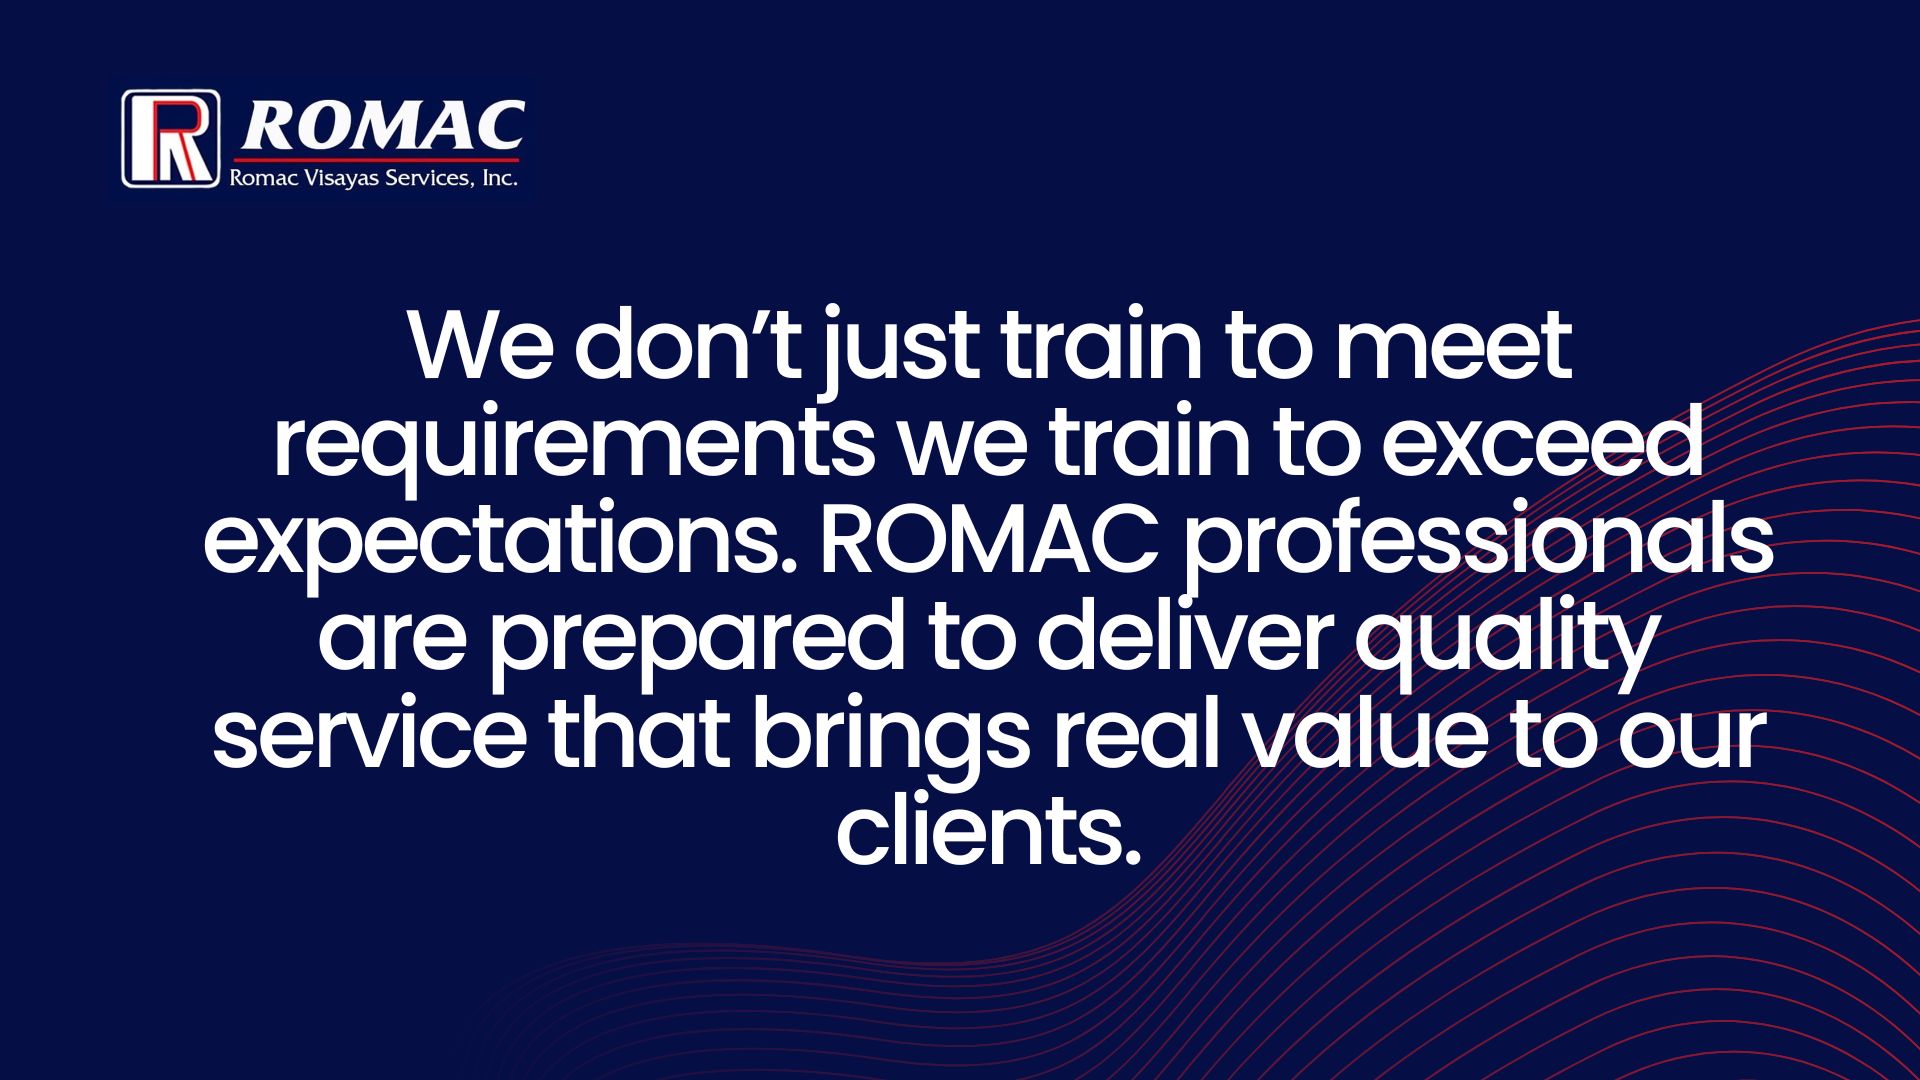 ROMAC
Romac Visayas Services, Inc.
We don’t just train to meet
requirements we train to exceed
expectations. ROMAC professionals
are prepared to deliver quality
service that brings real value to our
clients.